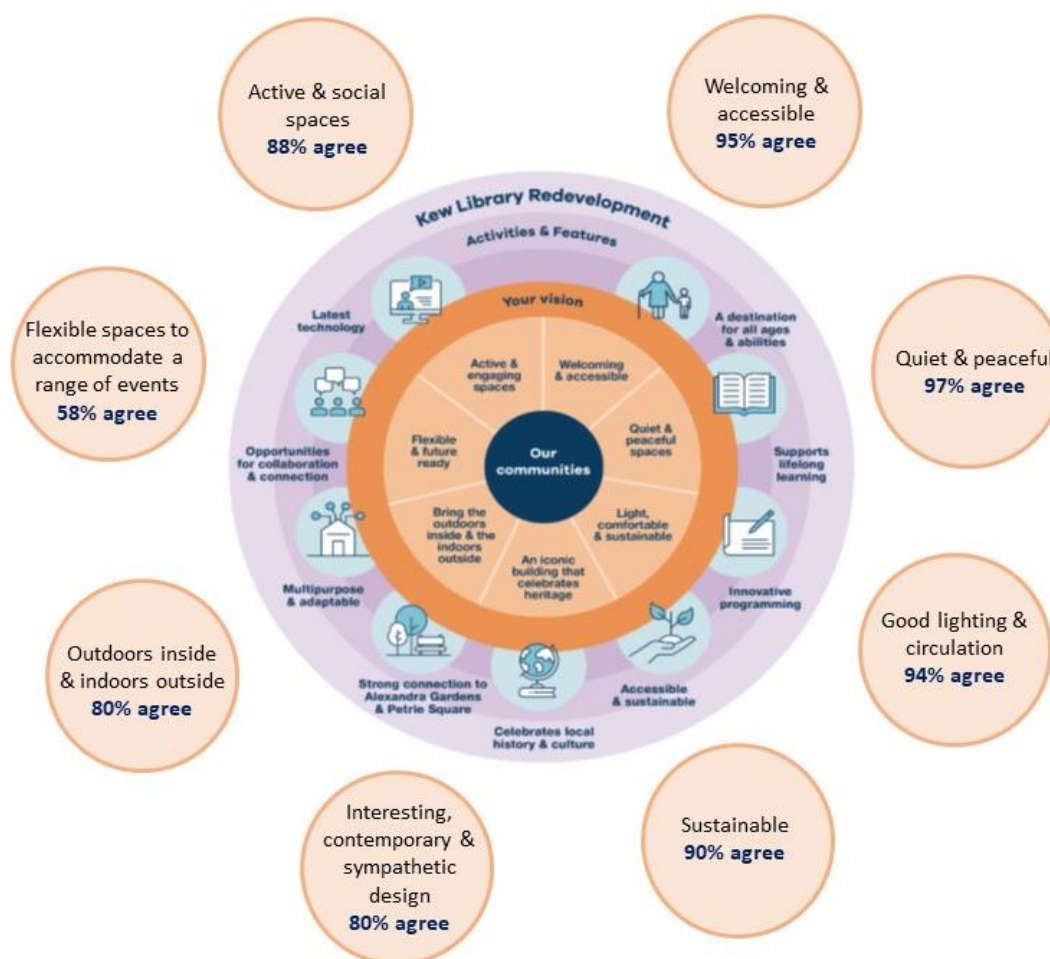 Active & social
spaces
88% agree
Welcoming &
accessible
95% agree
Flexible spaces to
accommodate a
range of events
58% agree
Quiet & peaceful
97% agree
Outdoors inside
& indoors outside
80% agree
Good lighting &
circulation
94% agree
Interesting,
contemporary &
sympathetic
design
80% agree
Sustainable
90% agree
Kew Library Redevelopment
Activities & Features
Latest
technology
A destination
for all ages
& abilities
Opportunities
for collaboration
& connection
Supports
lifelong
learning
Multipurpose
& adaptable
Innovative
programming
Strong connection to
Alexandra Gardens
& Petrie Square
Accessible
& sustainable
Celebrates local
history & culture
Your vision
Active &
engaging
spaces
Welcoming
& accessible
Flexible
& future
ready
Quiet &
peaceful
spaces
Bring the
outdoors
inside & the
indoors
outside
Light,
comfortable
& sustainable
An iconic
building that
celebrates
heritage
Our
communities